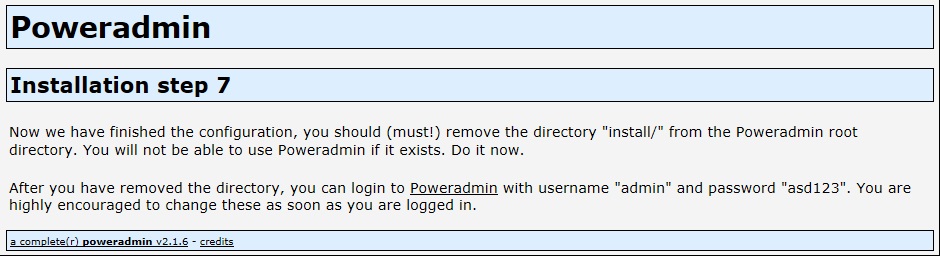 Poweradmin
Installation step 7
Now we have finished the configuration, you should (must!) remove the directory "install/" from the Poweradmin root
directory. You will not be able to use Poweradmin if it exists. Do it now.
After you have removed the directory, you can login to Poweradmin with username "admin" and password "asd123". You are
highly encouraged to change these as soon as you are logged in.
a complete(r) poweradmin v2.1.6 - credits